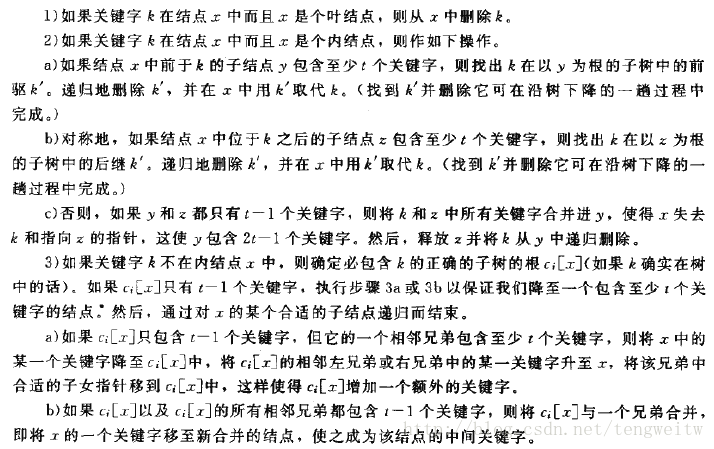 1)如果关键字 k 在结点 x 中而且 x 是个叶结点，则从 x 中删除 k。
2)如果关键字 k 在结点 x 中而且 x 是个内结点，则作如下操作。
a)如果结点 x 中前于 k 的子结点 y 包含至少 t 个关键字，则找出 k 在以 y 为根的子树中的前
驱 k′。递归地删除 k′，并在 x 中用 k′取代 k。(找到 k′并删除它可在沿树下降的一趟过程中
完成。)
b)对称地，如果结点 x 中位于 k 之后的子结点 z 包含至少 t 个关键字，则找出 k 在以 z 为根
的子树中的后继 k′。递归地删除 k′，并在 x 中用 k′取代 k。(找到 k′并删除它可在沿树下降的一
趟过程中完成。)
c)否则，如果 y 和 z 都只有 t－1 个关键字，则将 k 和 z 中所有关键字合并进 y，使得 x 失去
k 和指向 z 的指针，这使 y 包含 2t－1 个关键字。然后，释放 z 并将 k 从 y 中递归删除。
3)如果关键字 k 不在内结点 x 中，则确定必包含 k 的正确的子树的根 ci[x](如果 k 确实在树
中的话)。如果 ci[x]只有 t－1 个关键字，执行步骤 3a 或 3b 以保证我们降至一个包含至少 t 个关
键字的结点。然后，通过对 x 的某个合适的子结点递归而结束。
a)如果 ci[x]只包含 t－1 个关键字，但它的一个相邻兄弟包含至少 t 个关键字，则将 x 中的
某一个关键字降至 ci[x]中，将 ci[x]的相邻左兄弟或右兄弟中的某一关键字升至 x，将该兄弟中
合适的子女指针移到 ci[x]中，这样使得 ci[x]增加一个额外的关键字。
b)如果 ci[x]以及 ci[x]的所有相邻兄弟都包含 t－1 个关键字，则将 ci[x]与一个兄弟合并，
即将 x 的一个关键字移至新合并的结点，使之成为该结点的中间关键字。
http://blog.csdn.net/tengweitw